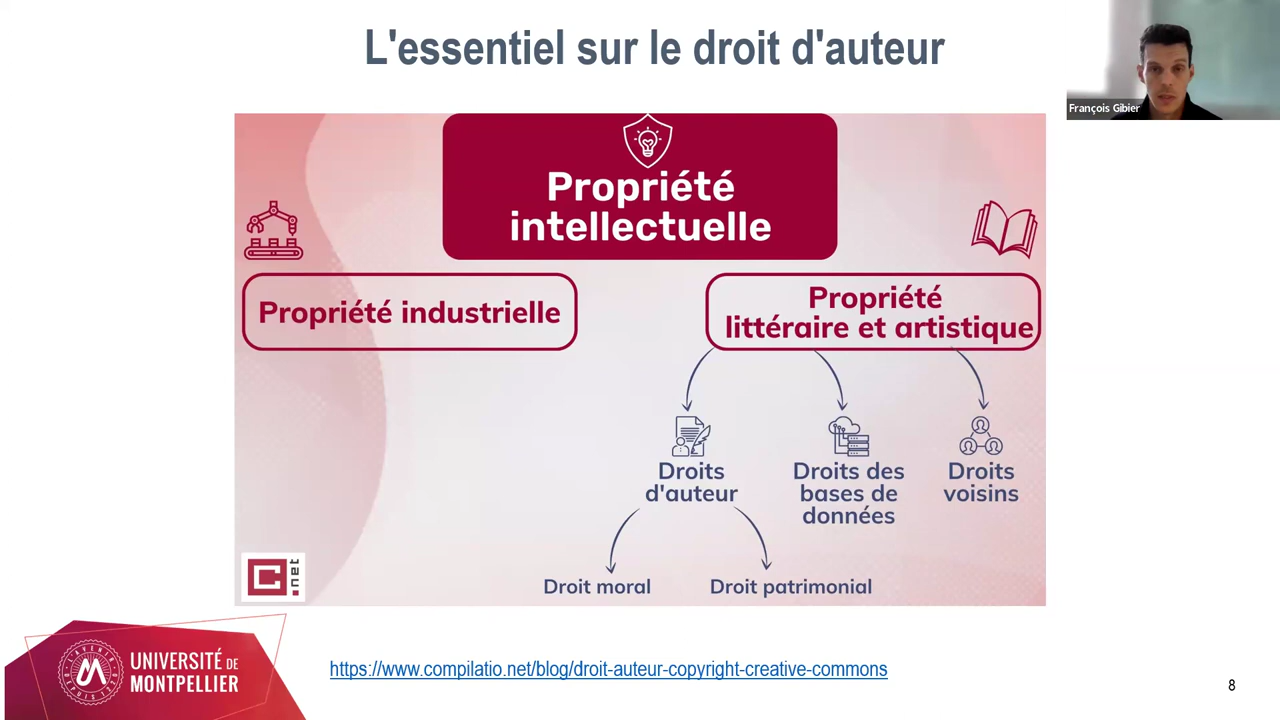 L'essentiel sur le droit d'auteur
François Gibier
Propriété
intellectuelle
Propriété industrielle
Propriété
littéraire et artistique
Droits
d'auteur
Droits des
bases de
données
Droits
voisins
Droit moral
Droit patrimonial
C
.net
UNIVERSITÉ DE
MONTPELLIER
https://www.compilatio.net/blog/droit-auteur-copyright-creative-commons
8